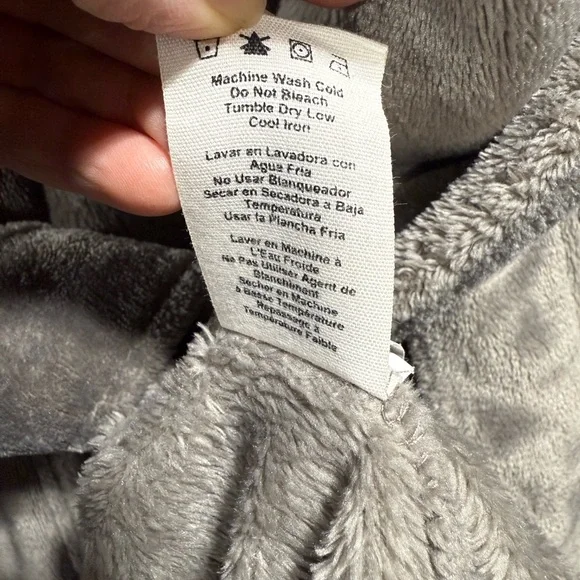 Machine Wash Cold
Do Not Bleach
Tumble Dry Low
Cool Iron
Lavar en Lavadora con
Agua Fria
No Usar Blanqueador
Secar en Secadora a Baja
Temperatura
Usar la Plancha Fria
Laver en Machine à
L'Eau Froide
Ne Pas Utiliser Agent de
Blanchiment
Secher en Machine
à Basse Température
Repassage à
Température Faible